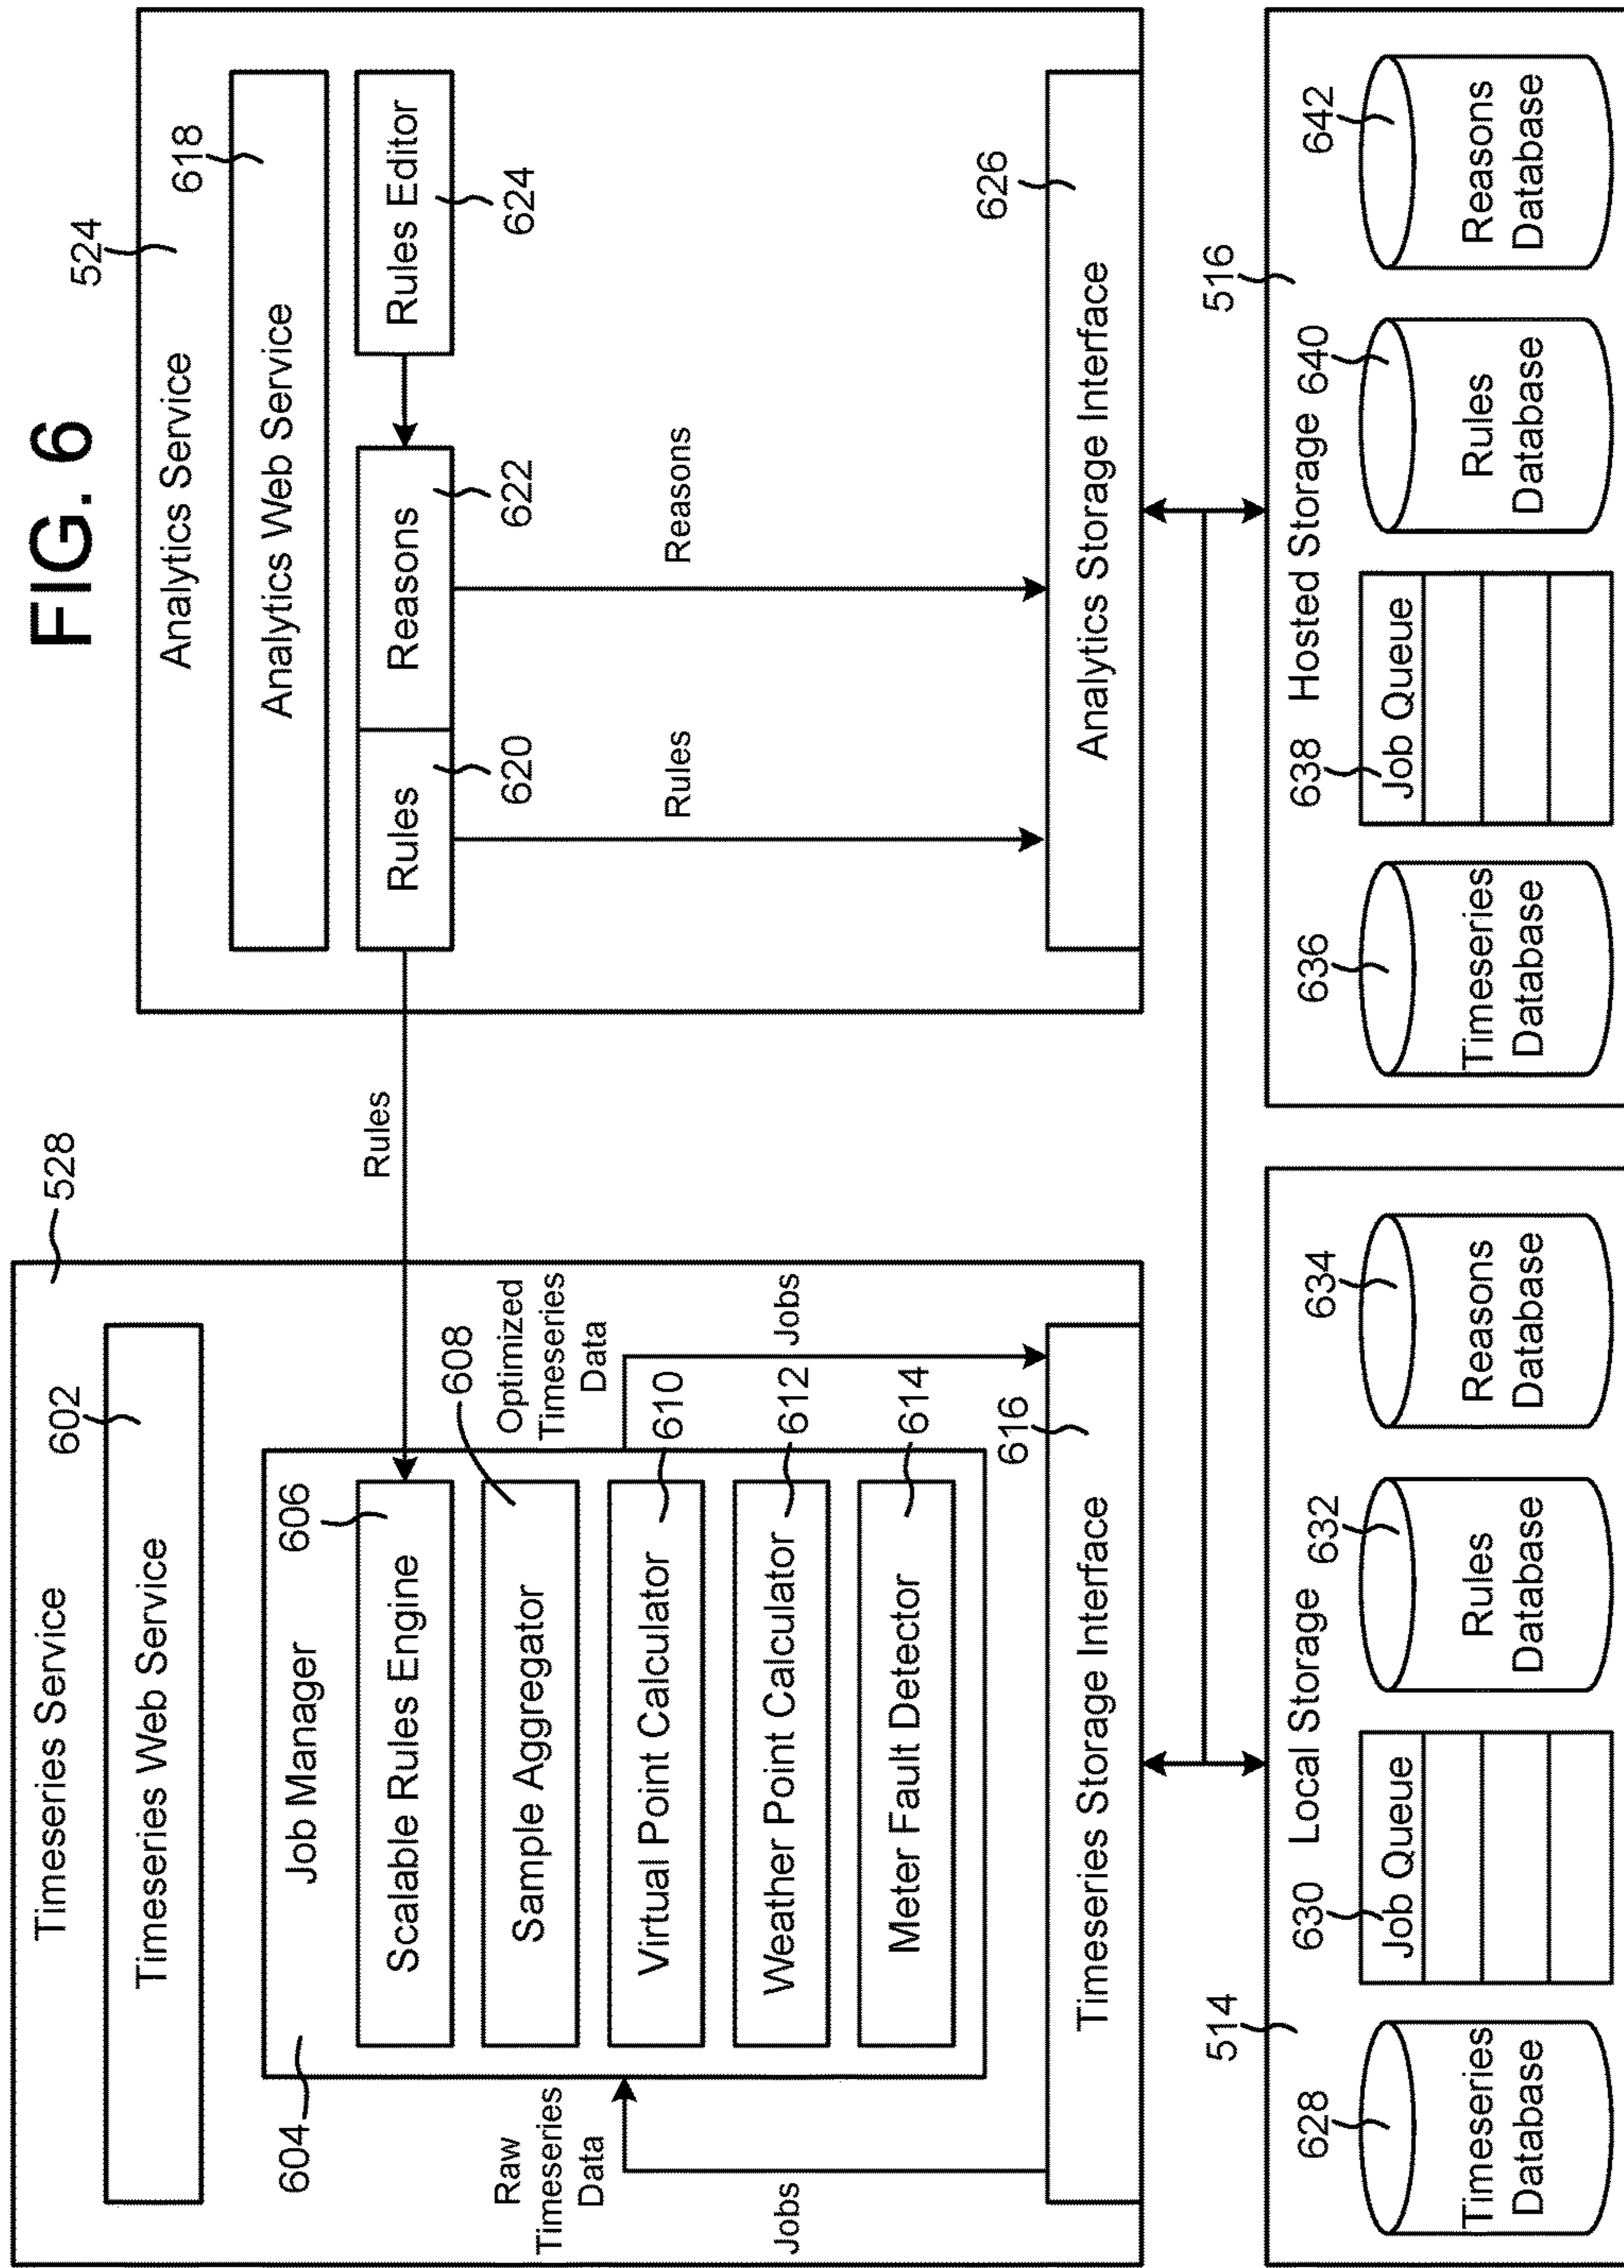 FIG. 6
528
Timeseries Service
602
Timeseries Web Service
604
Job Manager
606
Scalable Rules Engine
608
Sample Aggregator
610
Virtual Point Calculator
612
Weather Point Calculator
614
Meter Fault Detector
Raw
Timeseries
Data
Jobs
Optimized
Timeseries
Data
Jobs
616
Timeseries Storage Interface
Rules
524
Analytics Service
618
Analytics Web Service
Rules
620
Reasons
622
Rules Editor
624
Rules
Reasons
626
Analytics Storage Interface
514
Local Storage
628
Timeseries
Database
630
Job Queue
632
Rules
Database
634
Reasons
Database
516
Hosted Storage
636
Timeseries
Database
638
Job Queue
640
Rules
Database
642
Reasons
Database